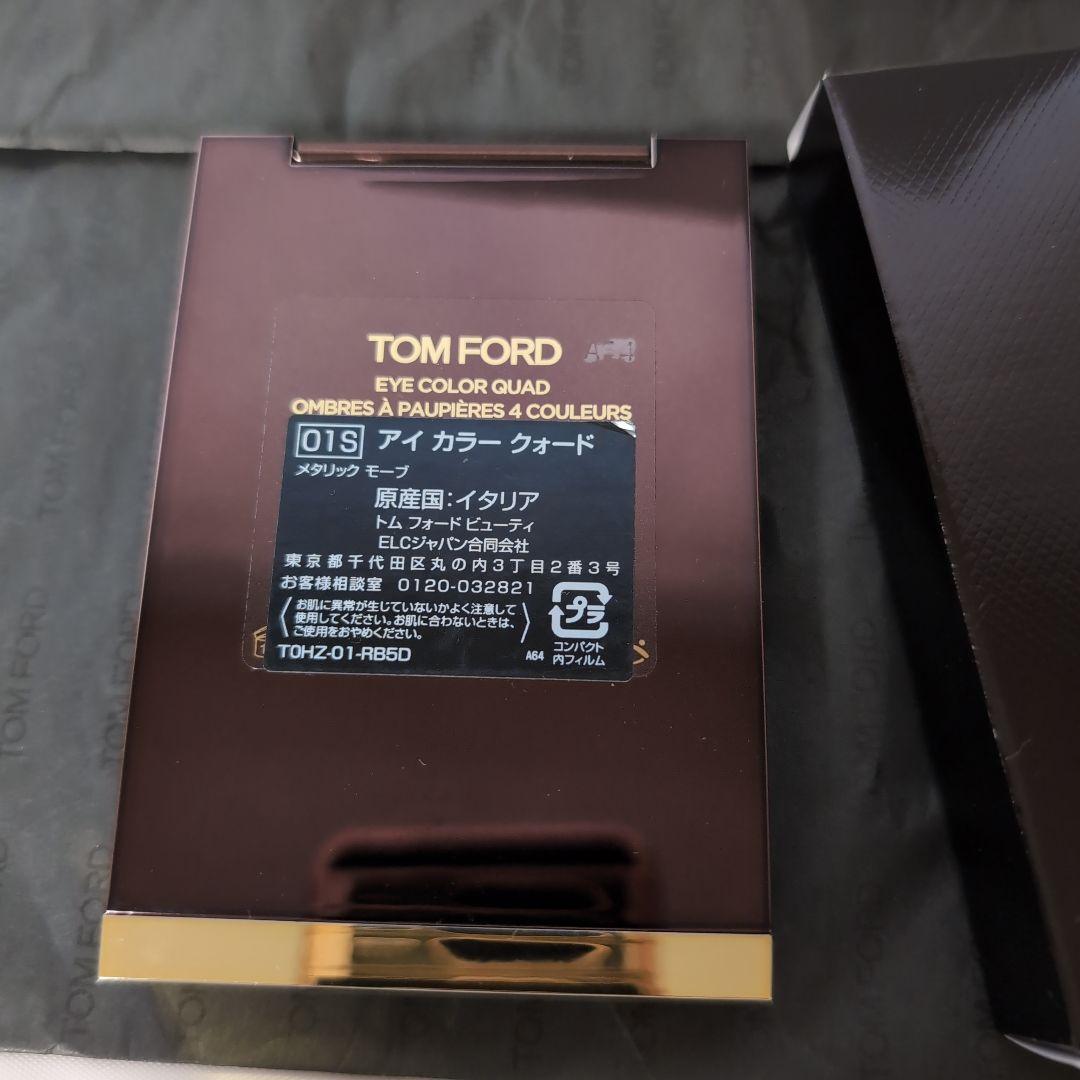 TOM FORD
EYE COLOR QUAD
OMBRES À PAUPIÈRES 4 COULEURS
01S アイ カラー クォード
メタリック モーブ
原産国:イタリア
トム フォード ビューティ
ELCジャパン合同会社
東京都千代田区丸の内3丁目2番3号
お客様相談室 0120-032821
お肌に異常が生じていないかよく注意して
使用してください。お肌に合わないときは、
ご使用をおやめください。
プラ
T0HZ-01-RB5D
A64
コンパクト
内フィルム
TOM FORD
TOM FORD
TOM FORD